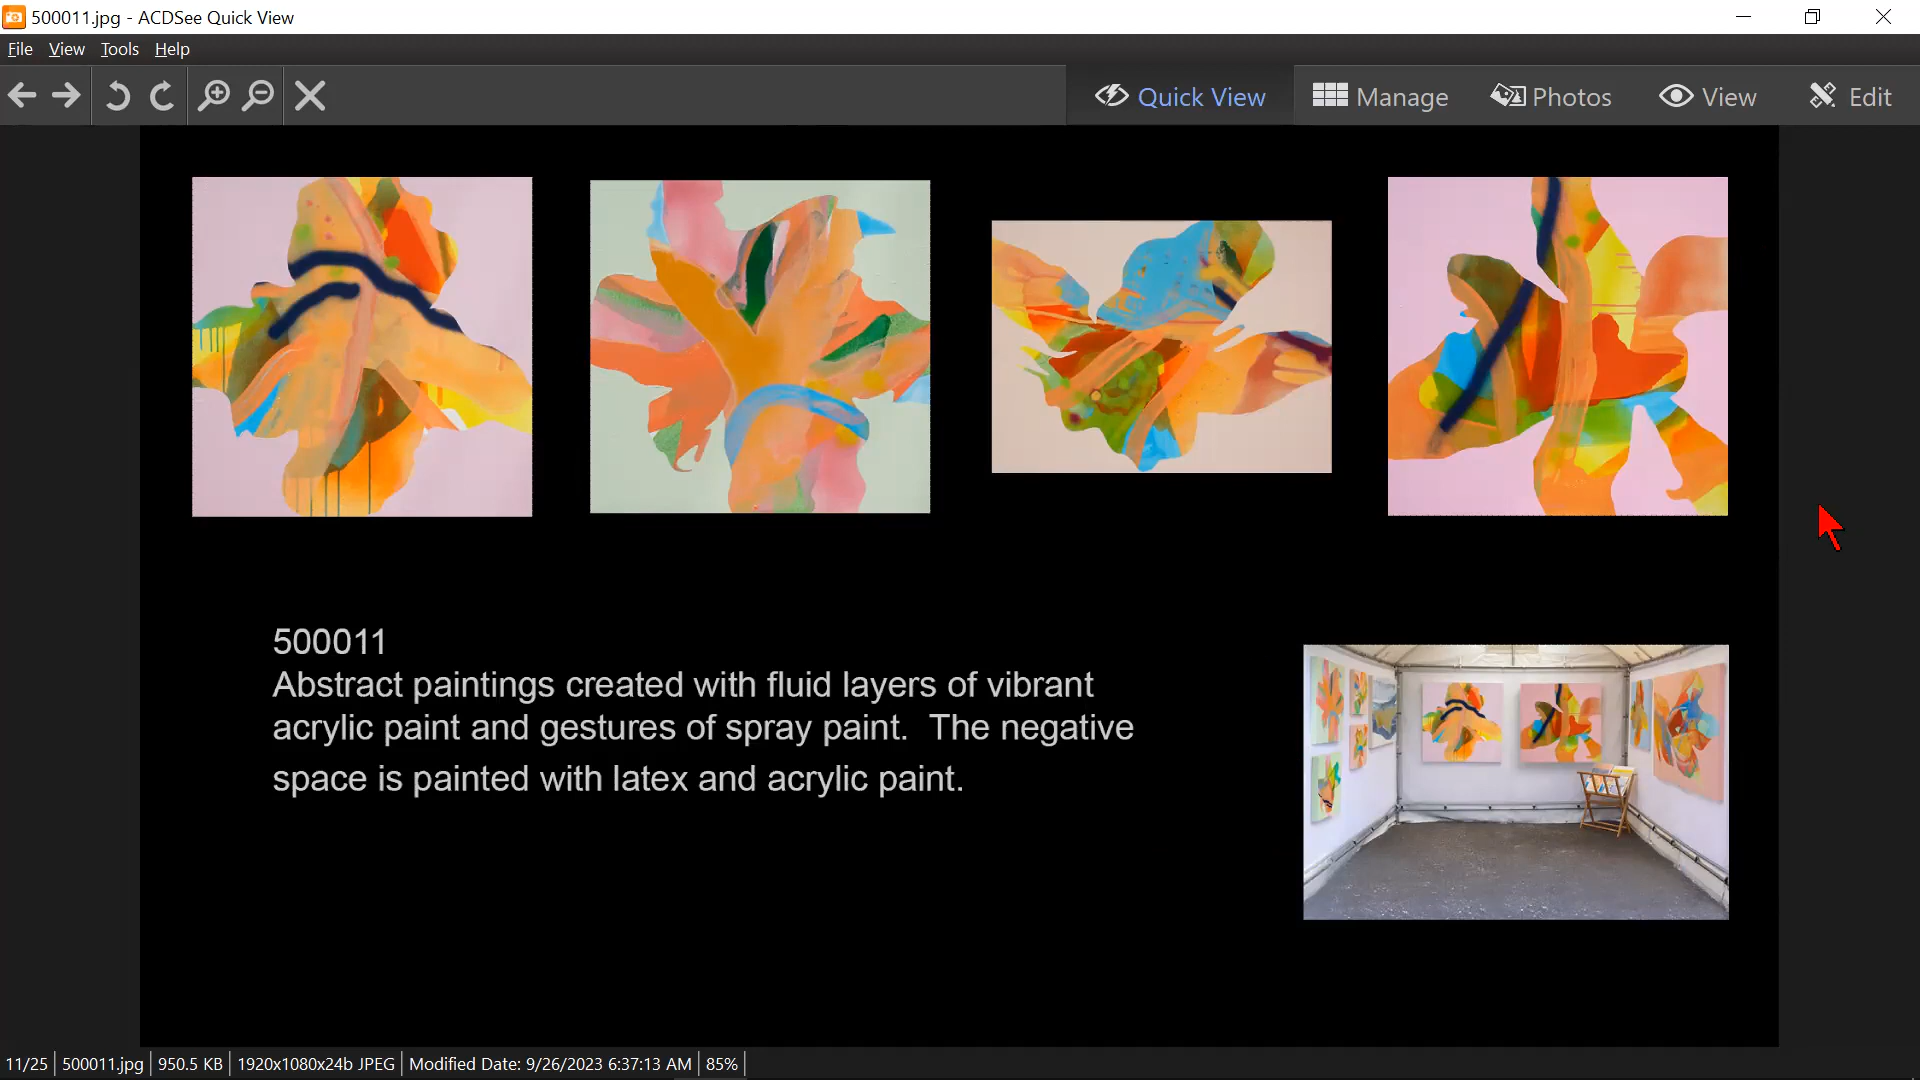 500011.jpg - ACDSee Quick View
File View Tools Help
Quick View Manage Photos View Edit
500011
Abstract paintings created with fluid layers of vibrant
acrylic paint and gestures of spray paint.  The negative
space is painted with latex and acrylic paint.
11/25 500011.jpg 950.5 KB 1920x1080x24b JPEG Modified Date: 9/26/2023 6:37:13 AM 85%